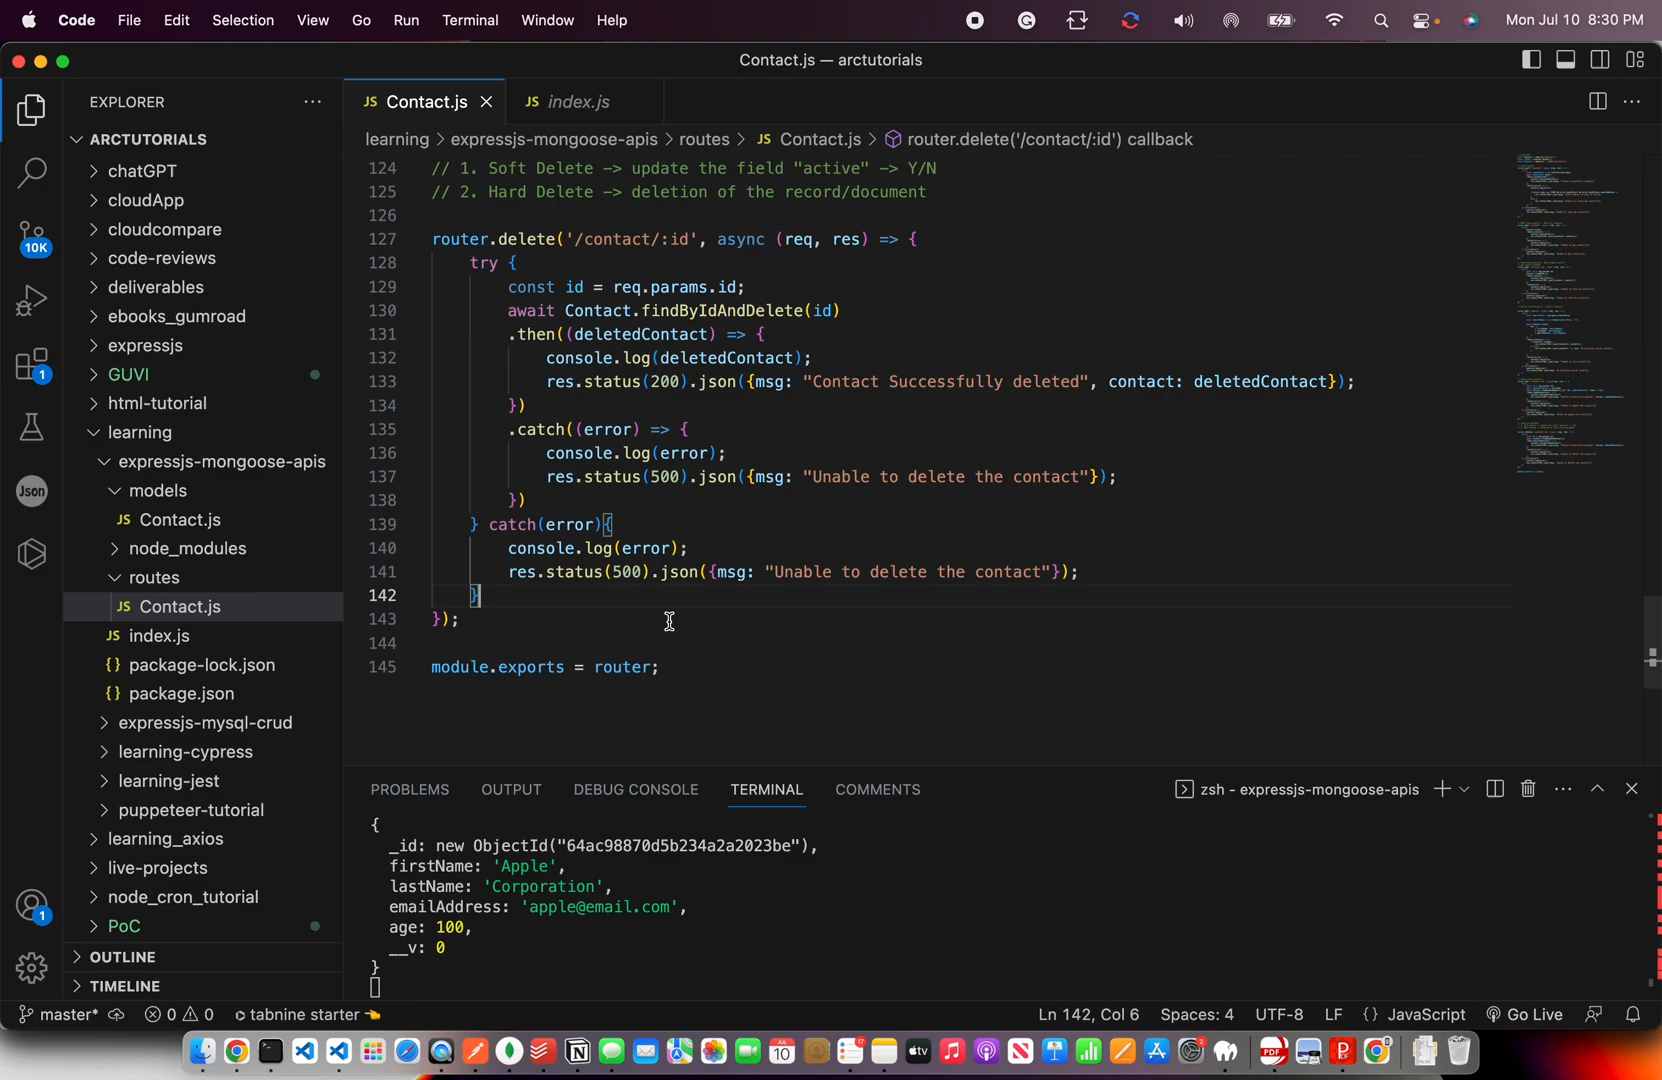 Code File Edit Selection View Go Run Terminal Window Help Mon Jul 10 8:30 PM
Contact.js — arctutorials
EXPLORER
ARCTUTORIALS
chatGPT
cloudApp
cloudcompare
code-reviews
deliverables
ebooks_gumroad
expressjs
GUVI
html-tutorial
learning
expressjs-mongoose-apis
models
JS Contact.js
node_modules
routes
JS Contact.js
JS index.js
{} package-lock.json
{} package.json
expressjs-mysql-crud
learning-cypress
learning-jest
puppeteer-tutorial
learning_axios
live-projects
node_cron_tutorial
PoC
OUTLINE
TIMELINE
10K
1
Json
1
JS Contact.js
JS index.js
learning > expressjs-mongoose-apis > routes > JS Contact.js > router.delete('/contact/:id') callback
124 // 1. Soft Delete -> update the field "active" -> Y/N
125 // 2. Hard Delete -> deletion of the record/document
126
127 router.delete('/contact/:id', async (req, res) => {
128 try {
129 const id = req.params.id;
130 await Contact.findByIdAndDelete(id)
131 .then((deletedContact) => {
132 console.log(deletedContact);
133 res.status(200).json({msg: "Contact Successfully deleted", contact: deletedContact});
134 })
135 .catch((error) => {
136 console.log(error);
137 res.status(500).json({msg: "Unable to delete the contact"});
138 })
139 } catch(error){
140 console.log(error);
141 res.status(500).json({msg: "Unable to delete the contact"});
142 }
143 });
144
145 module.exports = router;
PROBLEMS OUTPUT DEBUG CONSOLE TERMINAL COMMENTS zsh - expressjs-mongoose-apis
{
_id: new ObjectId("64ac98870d5b234a2a2023be"),
firstName: 'Apple',
lastName: 'Corporation',
emailAddress: 'apple@email.com',
age: 100,
__v: 0
}
master* 0 0 tabnine starter Ln 142, Col 6 Spaces: 4 UTF-8 LF {} JavaScript Go Live